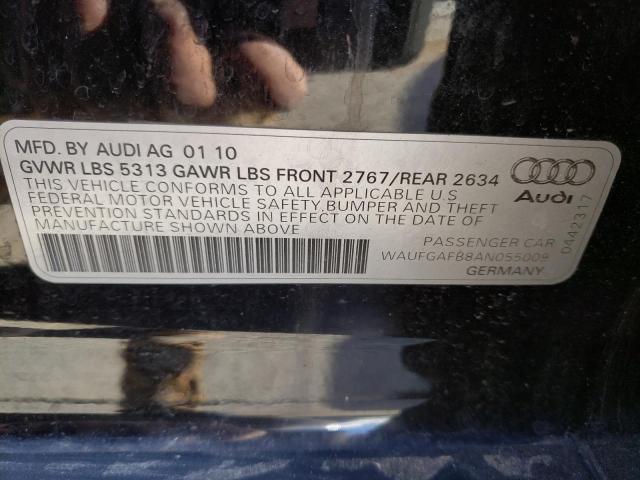 MFD. BY AUDI AG 01 10
GVWR LBS 5313 GAWR LBS FRONT 2767/REAR 2634
THIS VEHICLE CONFORMS TO ALL APPLICABLE U.S
FEDERAL MOTOR VEHICLE SAFETY, BUMPER AND THEFT
PREVENTION STANDARDS IN EFFECT ON THE DATE OF
MANUFACTURE SHOWN ABOVE
PASSENGER CAR
WAUFGAFB8AN055009
GERMANY
Audi
D442317